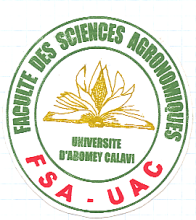 FACULTE DES SCIENCES AGRONOMIQUES
UNIVERSITE
D'ABOMEY CALAVI
FSA - UAC